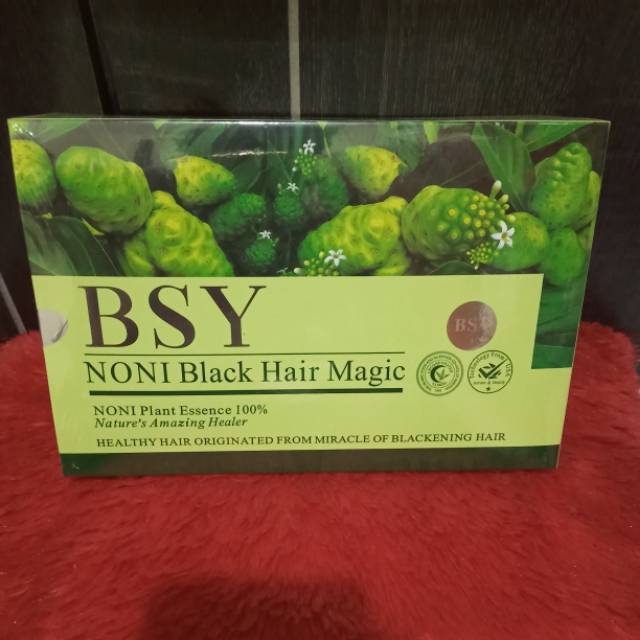 BSY
BSY
NONI Black Hair Magic
NONI Plant Essence 100%
Nature's Amazing Healer
HEALTHY HAIR ORIGINATED FROM MIRACLE OF BLACKENING HAIR